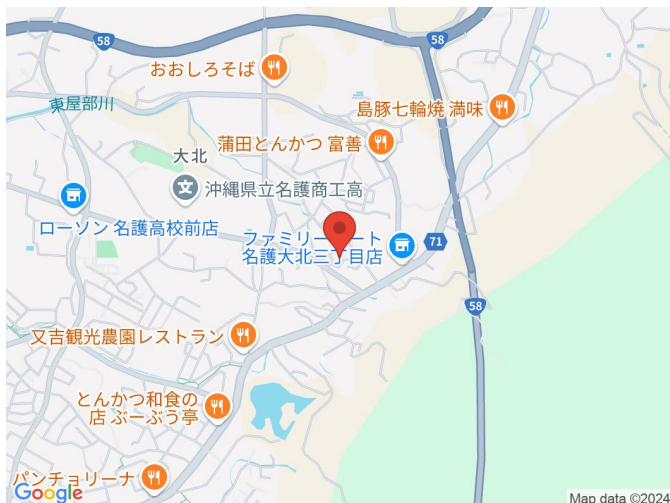 58
58
おおしろそば
東屋部川
島豚七輪焼 満味
蒲田とんかつ 富善
大北
沖縄県立名護商工高
ローソン 名護高校前店
ファミリーマート
名護大北三丁目店
71
58
又吉観光農園レストラン
とんかつ和食の
店 ぶーぶう亭
パンチョリーナ
Google
Map data ©2024